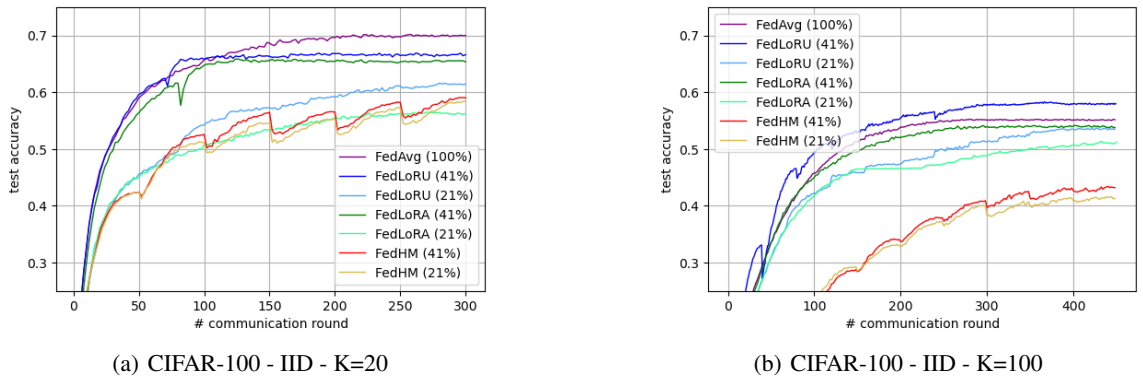 0.7
0.6
0.5
0.4
0.3
test accuracy
0 50 100 150 200 250 300
# communication round
FedAvg (100%)
FedLoRU (41%)
FedLoRU (21%)
FedLoRA (41%)
FedLoRA (21%)
FedHM (41%)
FedHM (21%)
(a) CIFAR-100 - IID - K=20
0.7
0.6
0.5
0.4
0.3
test accuracy
0 100 200 300 400
# communication round
FedAvg (100%)
FedLoRU (41%)
FedLoRU (21%)
FedLoRA (41%)
FedLoRA (21%)
FedHM (41%)
FedHM (21%)
(b) CIFAR-100 - IID - K=100